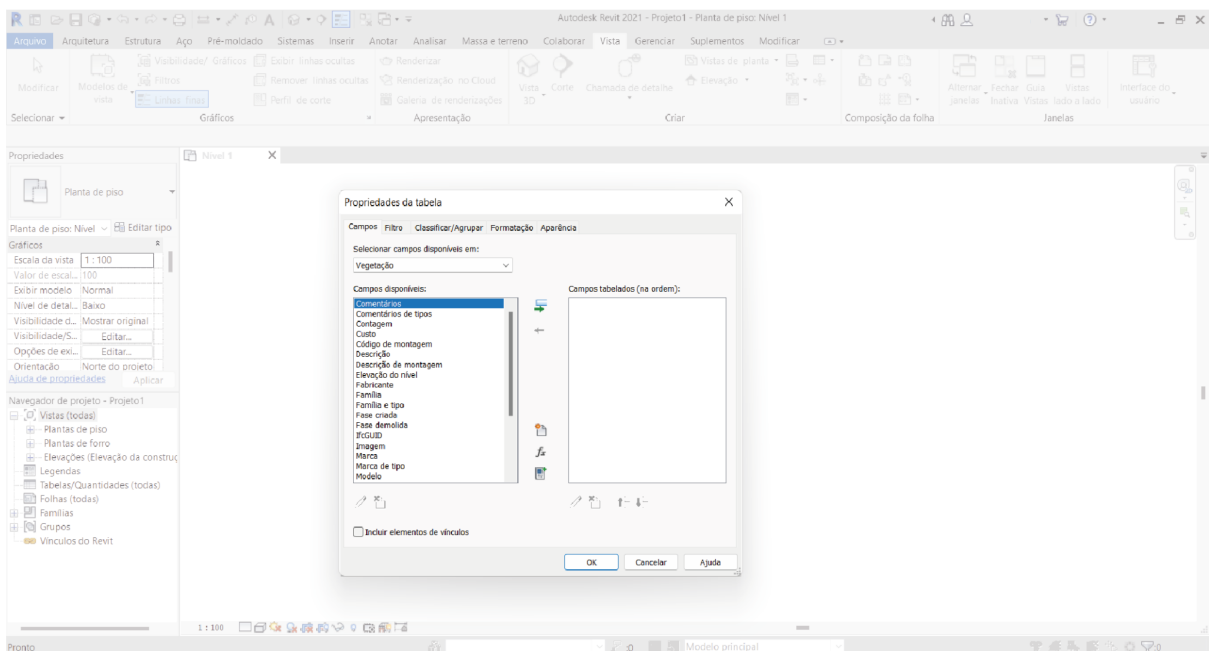 Autodesk Revit 2021 - Projeto1 - Planta de piso: Nível 1
Arquivo Arquitetura Estrutura Aço Pré-moldado Sistemas Inserir Anotar Analisar Massa e terreno Colaborar Vista Gerenciar Suplementos Modificar
Modificar
Modelos de vista
Visibilidade/ Gráficos
Filtros
Linhas finas
Exibir linhas ocultas
Remover linhas ocultas
Perfil de corte
Renderizar
Renderização no Cloud
Galeria de renderizações
Vista 3D
Corte
Chamada de detalhe
Vistas de planta
Elevação
Alternar janelas
Fechar Inativa
Guia Vistas
Vistas lado a lado
Interface do usuário
Selecionar Gráficos Apresentação Criar Composição da folha Janelas
Propriedades
Nível 1
Planta de piso
Planta de piso: Nível
Editar tipo
Gráficos
Escala da vista 1 : 100
Valor de escal... 100
Exibir modelo Normal
Nível de detal... Baixo
Visibilidade d... Mostrar original
Visibilidade/S... Editar...
Opções de exi... Editar...
Orientação Norte do projeto
Ajuda de propriedades Aplicar
Navegador de projeto - Projeto1
Vistas (todas)
Plantas de piso
Plantas de forro
Elevações (Elevação da construç
Legendas
Tabelas/Quantidades (todas)
Folhas (todas)
Famílias
Grupos
Vínculos do Revit
Propriedades da tabela
Campos Filtro Classificar/Agrupar Formatação Aparência
Selecionar campos disponíveis em:
Vegetação
Campos disponíveis:
Campos tabelados (na ordem):
Comentários
Comentários de tipos
Contagem
Custo
Código de montagem
Descrição
Descrição de montagem
Elevação do nível
Fabricante
Família
Família e tipo
Fase criada
Fase demolida
IfcGUID
Imagem
Marca
Marca de tipo
Modelo
fx
Incluir elementos de vínculos
OK Cancelar Ajuda
1 : 100
Pronto
:0
Modelo principal
:0